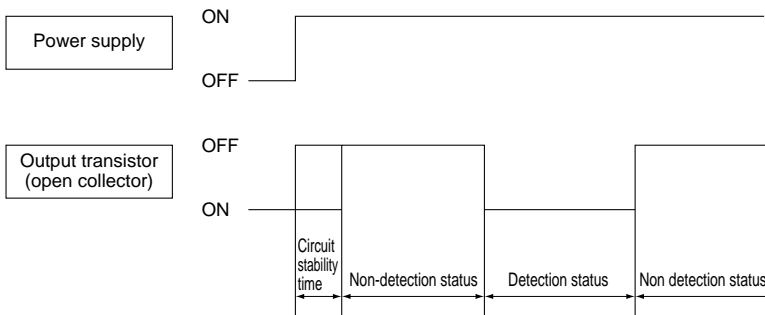 ON
Power supply
OFF
OFF
Output transistor
(open collector)
ON
Circuit
stability
time
Non-detection status
Detection status
Non detection status